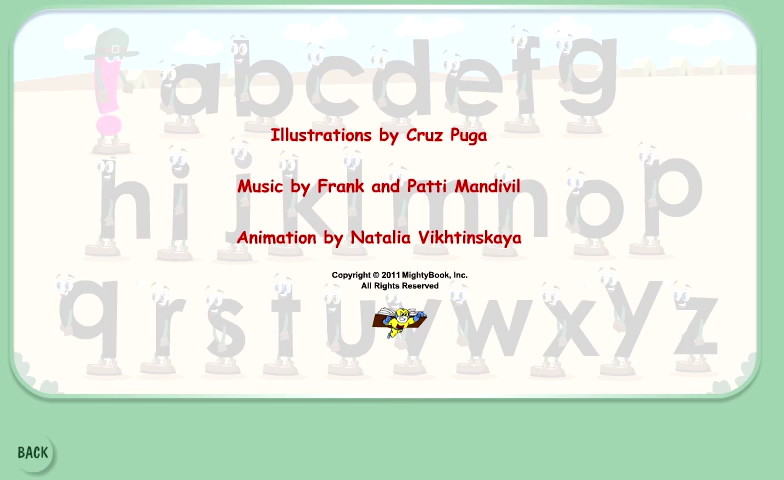 abcdefg
Illustrations by Cruz Puga
hijklmnop
Music by Frank and Patti Mandivil
Animation by Natalia Vikhtinskaya
Copyright © 2011 MightyBook, Inc.
All Rights Reserved
qrstuvwxyz
BACK